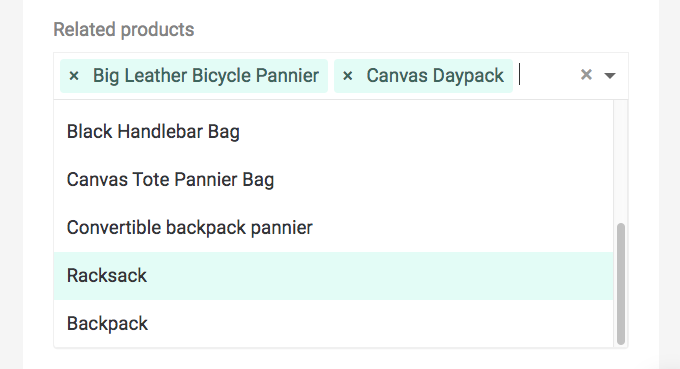 Related products
× Big Leather Bicycle Pannier × Canvas Daypack ×
Black Handlebar Bag
Canvas Tote Pannier Bag
Convertible backpack pannier
Racksack
Backpack